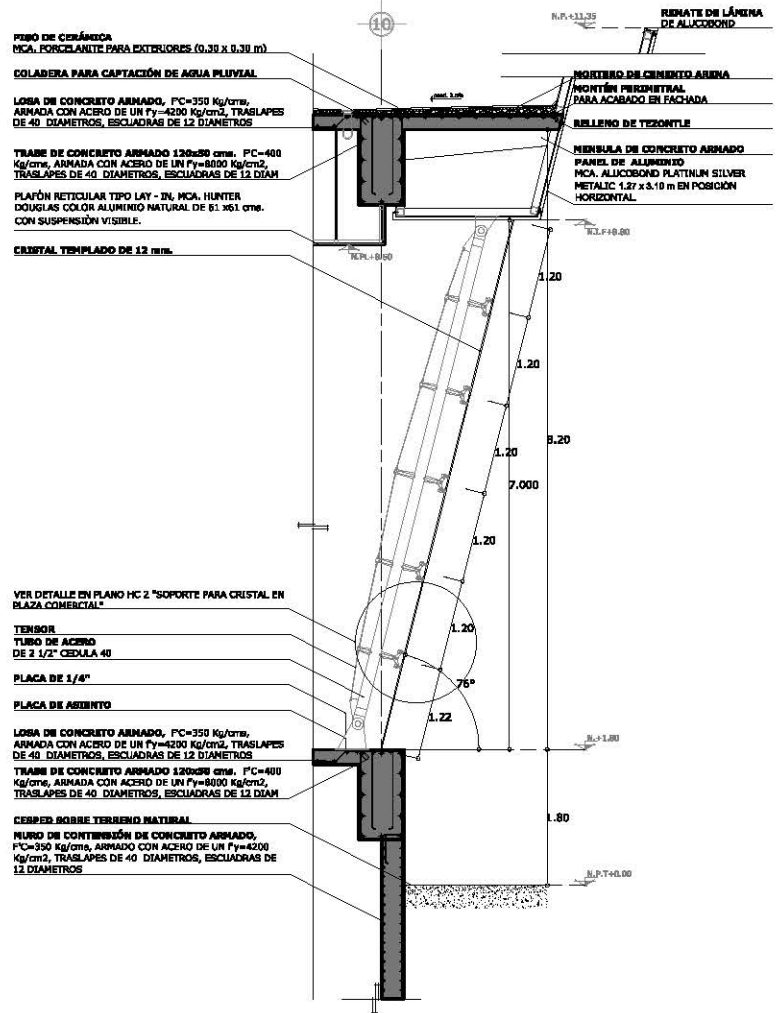 10
N.P.+11.35
REMATE DE LÁMINA
DE ALUCOBOND
PISO DE CERÁMICA
MCA. PORCELANITE PARA EXTERIORES (0.30 x 0.30 m)
COLADERA PARA CAPTACIÓN DE AGUA PLUVIAL
LOSA DE CONCRETO ARMADO, F'C=350 Kg/cms,
ARMADA CON ACERO DE UN Fy=4200 Kg/cm2, TRASLAPES
DE 40 DIAMETROS, ESCUADRAS DE 12 DIAMETROS
TRABE DE CONCRETO ARMADO 120x50 cms. F'C=400
Kg/cms, ARMADA CON ACERO DE UN Fy=6000 Kg/cm2,
TRASLAPES DE 40 DIAMETROS, ESCUADRAS DE 12 DIAM
PLAFÓN RETICULAR TIPO LAY - IN, MCA. HUNTER
DOUGLAS COLOR ALUMINIO NATURAL DE 61 x61 cms.
CON SUSPENSIÓN VISIBLE.
CRISTAL TEMPLADO DE 12 mm.
MORTERO DE CEMENTO ARENA
MONTÉN PERIMETRAL
PARA ACABADO EN FACHADA
RELLENO DE TEZONTLE
MENSULA DE CONCRETO ARMADO
PANEL DE ALUMINIO
MCA. ALUCOBOND PLATINUM SILVER
METALIC 1.27 x 3.10 m EN POSICIÓN
HORIZONTAL
N.PL.+8.60
N.I.F+8.80
1.20
1.20
8.20
1.20
7.000
1.20
1.20
76°
1.22
VER DETALLE EN PLANO HC 2 "SOPORTE PARA CRISTAL EN
PLAZA COMERCIAL"
TENSOR
TUBO DE ACERO
DE 2 1/2" CEDULA 40
PLACA DE 1/4"
PLACA DE ASIENTO
LOSA DE CONCRETO ARMADO, F'C=350 Kg/cms,
ARMADA CON ACERO DE UN Fy=4200 Kg/cm2, TRASLAPES
DE 40 DIAMETROS, ESCUADRAS DE 12 DIAMETROS
TRABE DE CONCRETO ARMADO 120x50 cms. F'C=400
Kg/cms, ARMADA CON ACERO DE UN Fy=6000 Kg/cm2,
TRASLAPES DE 40 DIAMETROS, ESCUADRAS DE 12 DIAM
N.+1.80
1.80
CESPED SOBRE TERRENO NATURAL
MURO DE CONTENSIÓN DE CONCRETO ARMADO,
F'C=350 Kg/cms, ARMADO CON ACERO DE UN Fy=4200
Kg/cm2, TRASLAPES DE 40 DIAMETROS, ESCUADRAS DE
12 DIAMETROS
N.P.T+0.00